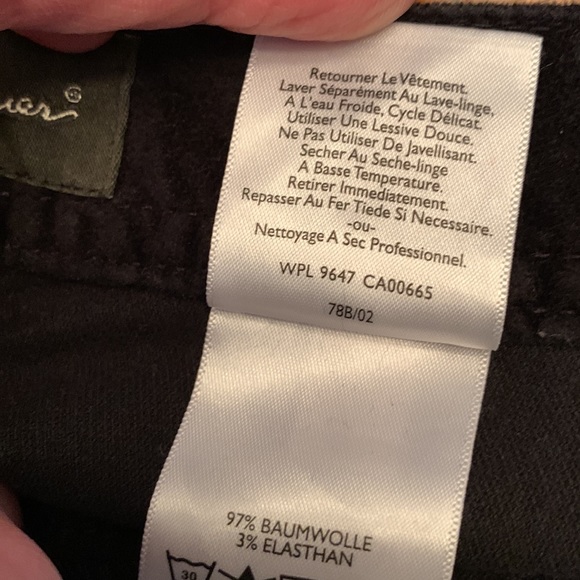 Retourner Le Vêtement.
Laver Séparément Au Lave-linge,
A L'eau Froide, Cycle Délicat.
Utiliser Une Lessive Douce.
Ne Pas Utiliser De Javellisant.
Secher Au Seche-linge
A Basse Temperature.
Retirer Immediatement.
Repasser Au Fer Tiede Si Necessaire.
-ou-
Nettoyage A Sec Professionnel.
WPL 9647 CA00665
78B/02
97% BAUMWOLLE
3% ELASTHAN
30